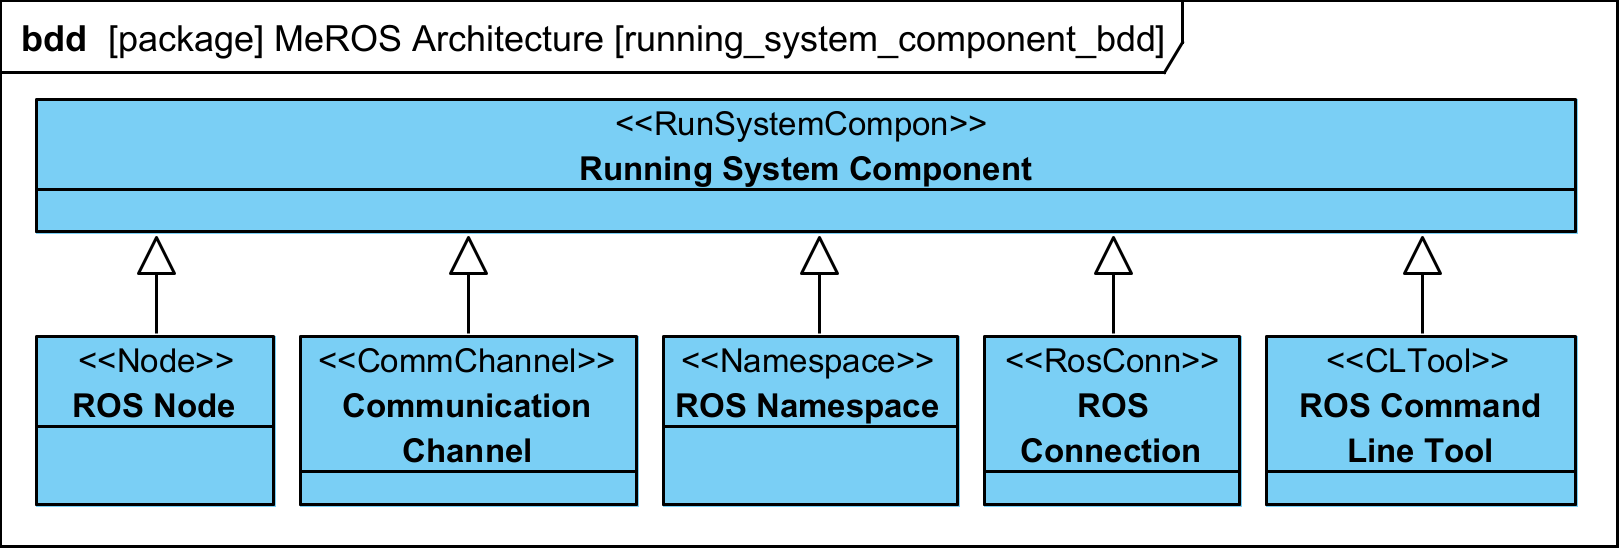 bdd [package] MeROS Architecture [running_system_component_bdd]
<<RunSystemCompon>>
Running System Component
<<Node>>
ROS Node
<<CommChannel>>
Communication
Channel
<<Namespace>>
ROS Namespace
<<RosConn>>
ROS
Connection
<<CLTool>>
ROS Command
Line Tool